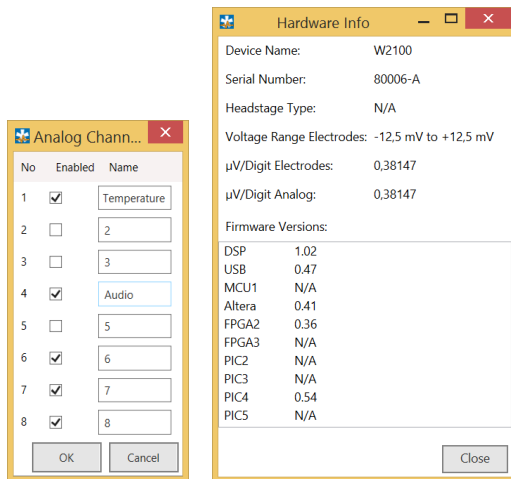 Analog Chann...
No Enabled Name
1 Temperature
2 2
3 3
4 Audio
5 5
6 6
7 7
8 8
OK Cancel
Hardware Info
Device Name: W2100
Serial Number: 80006-A
Headstage Type: N/A
Voltage Range Electrodes: -12,5 mV to +12,5 mV
µV/Digit Electrodes: 0,38147
µV/Digit Analog: 0,38147
Firmware Versions:
DSP 1.02
USB 0.47
MCU1 N/A
Altera 0.41
FPGA2 0.36
FPGA3 N/A
PIC2 N/A
PIC3 N/A
PIC4 0.54
PIC5 N/A
Close